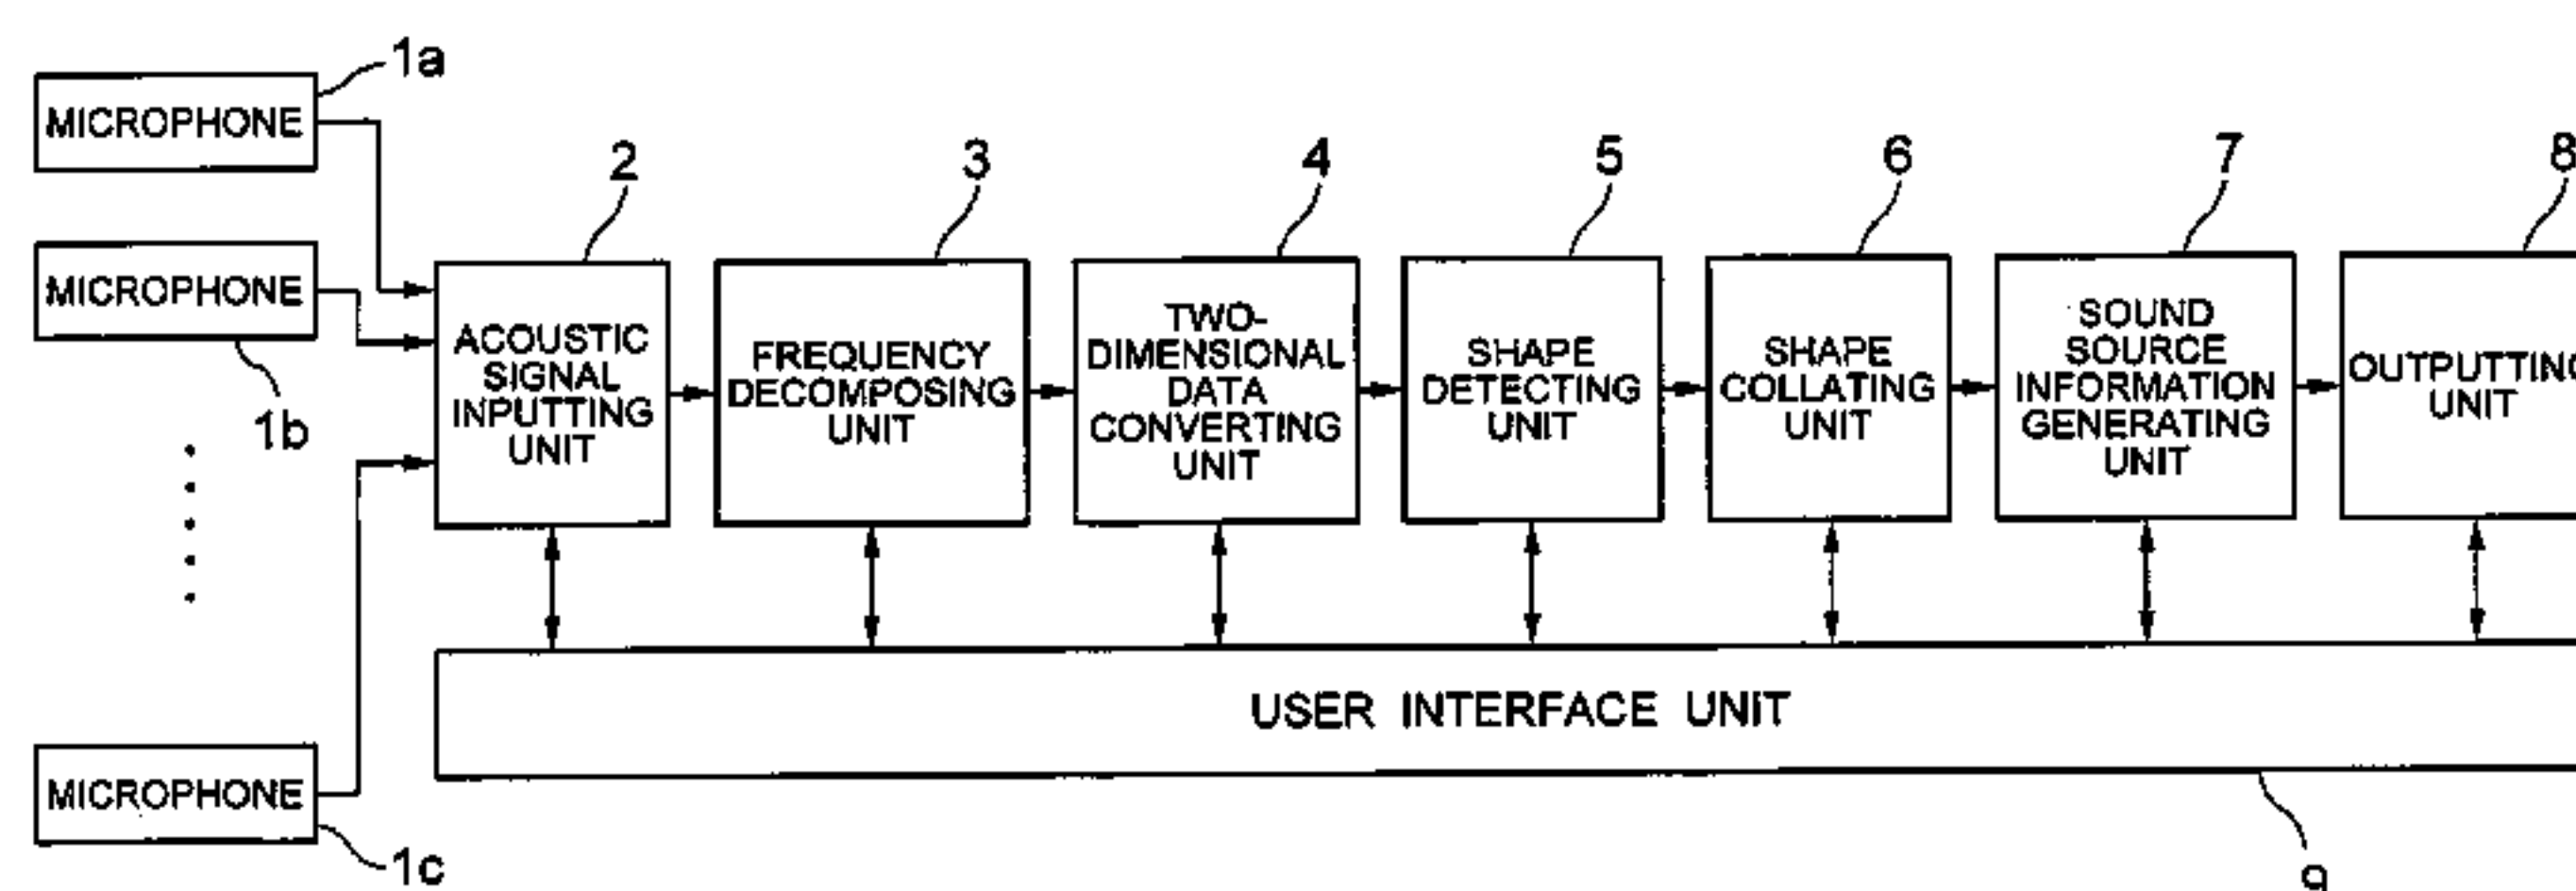 1a
MICROPHONE
2
3
4
5
6
7
8
MICROPHONE
1b
ACOUSTIC
SIGNAL
INPUTTING
UNIT
FREQUENCY
DECOMPOSING
UNIT
TWO-
DIMENSIONAL
DATA
CONVERTING
UNIT
SHAPE
DETECTING
UNIT
SHAPE
COLLATING
UNIT
SOUND
SOURCE
INFORMATION
GENERATING
UNIT
OUTPUTTING
UNIT
USER INTERFACE UNIT
MICROPHONE
1c
9